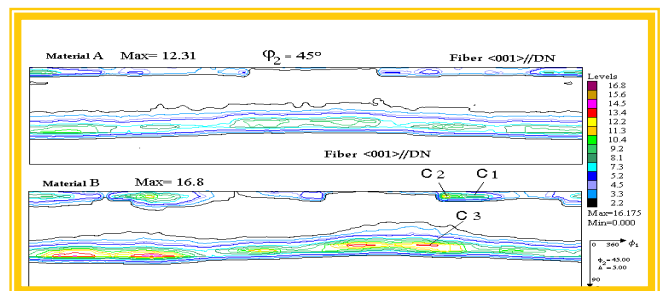 Material A Max= 12.31 φ2 = 45° Fiber <001>//DN
Levels
16.8
15.6
14.5
13.4
12.2
11.3
10.4
9.2
8.1
7.3
5.2
4.5
3.3
2.2
Max=16.175
Min=0.000
Fiber <001>//DN
Material B Max= 16.8 C 2 C 1
C 3
0 360 ϕ1
ϕ2=45.00
Δ =5.00
90